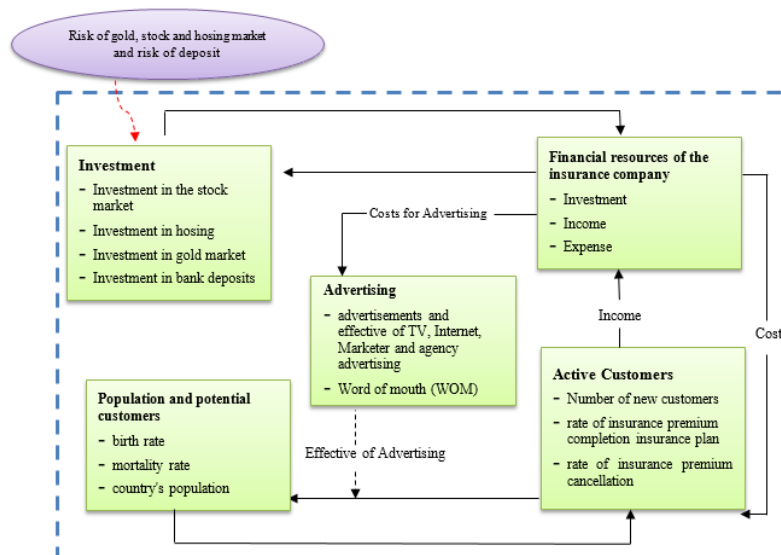 Risk of gold, stock and hosing market
and risk of deposit
Investment
- Investment in the stock
market
- Investment in hosing
- Investment in gold market
- Investment in bank deposits
Financial resources of the
insurance company
- Investment
- Income
- Expense
Costs for Advertising
Advertising
- advertisements and
effective of TV, Internet,
Marketer and agency
advertising
- Word of mouth (WOM)
Income
Cost
Active Customers
- Number of new customers
- rate of insurance premium
completion insurance plan
- rate of insurance premium
cancellation
Population and potential
customers
- birth rate
- mortality rate
- country's population
Effective of Advertising